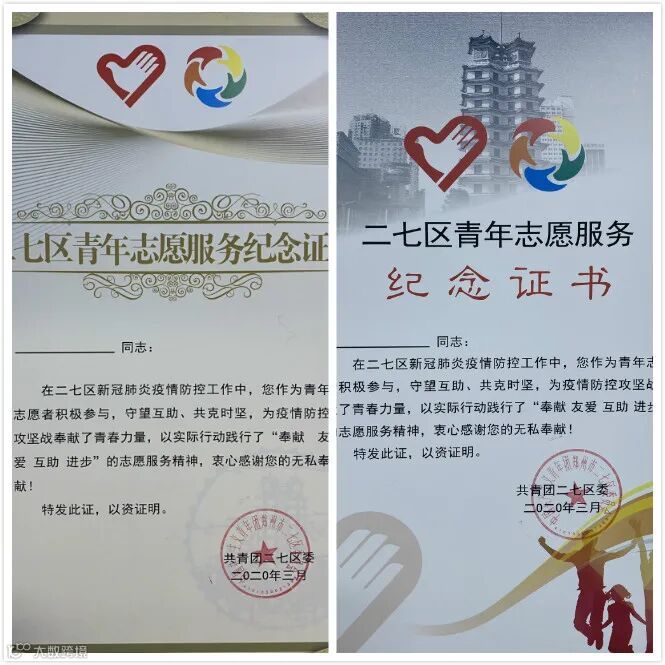 七区青年志愿服务纪念证
同志：
在二七区新冠肺炎疫情防控工作中，您作为青年
志愿者积极参与，守望互助、共克时坚，为疫情防控
攻坚战奉献了青春力量，以实际行动践行了“奉献 友
爱 互助 进步”的志愿服务精神，衷心感谢您的无私奉
献！
特发此证，以资证明。
共青团二七区委
二〇二〇年三月
二七区青年志愿服务
纪念证书
同志：
在二七区新冠肺炎疫情防控工作中，您作为青年志
积极参与，守望互助、共克时坚，为疫情防控攻坚战
了青春力量，以实际行动践行了“奉献 友爱 互助 进步
志愿服务精神，衷心感谢您的无私奉献！
特发此证，以资证明。
共青团二七区委
二〇二〇年三月
大数跨境